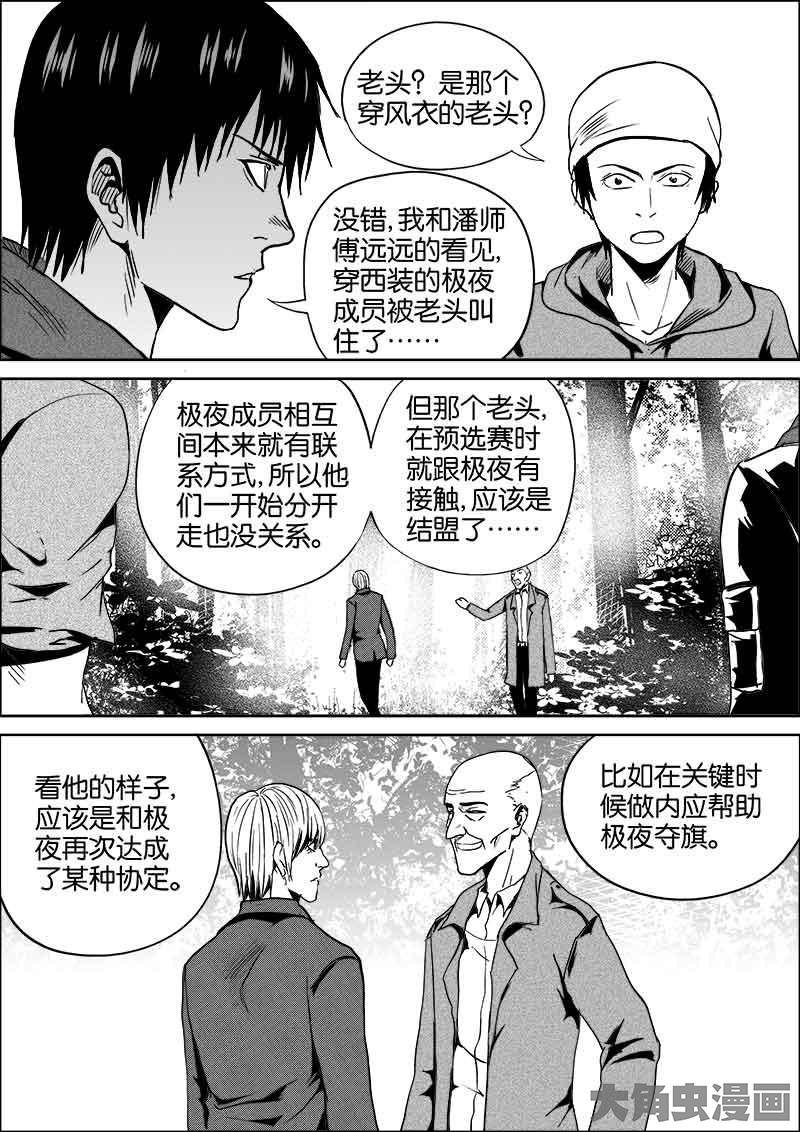 老头？是那个
穿风衣的老头？
没错，我和潘师
傅远远的看见，
穿西装的极夜
成员被老头叫
住了……
极夜成员相互
间本来就有联
系方式，所以他
们一开始分开
走也没关系。
但那个老头，
在预选赛时
就跟极夜有
接触，应该是
结盟了……
看他的样子，
应该是和极
夜再次达成
了某种协定。
比如在关键时
候做内应帮助
极夜夺旗。
大角虫漫画